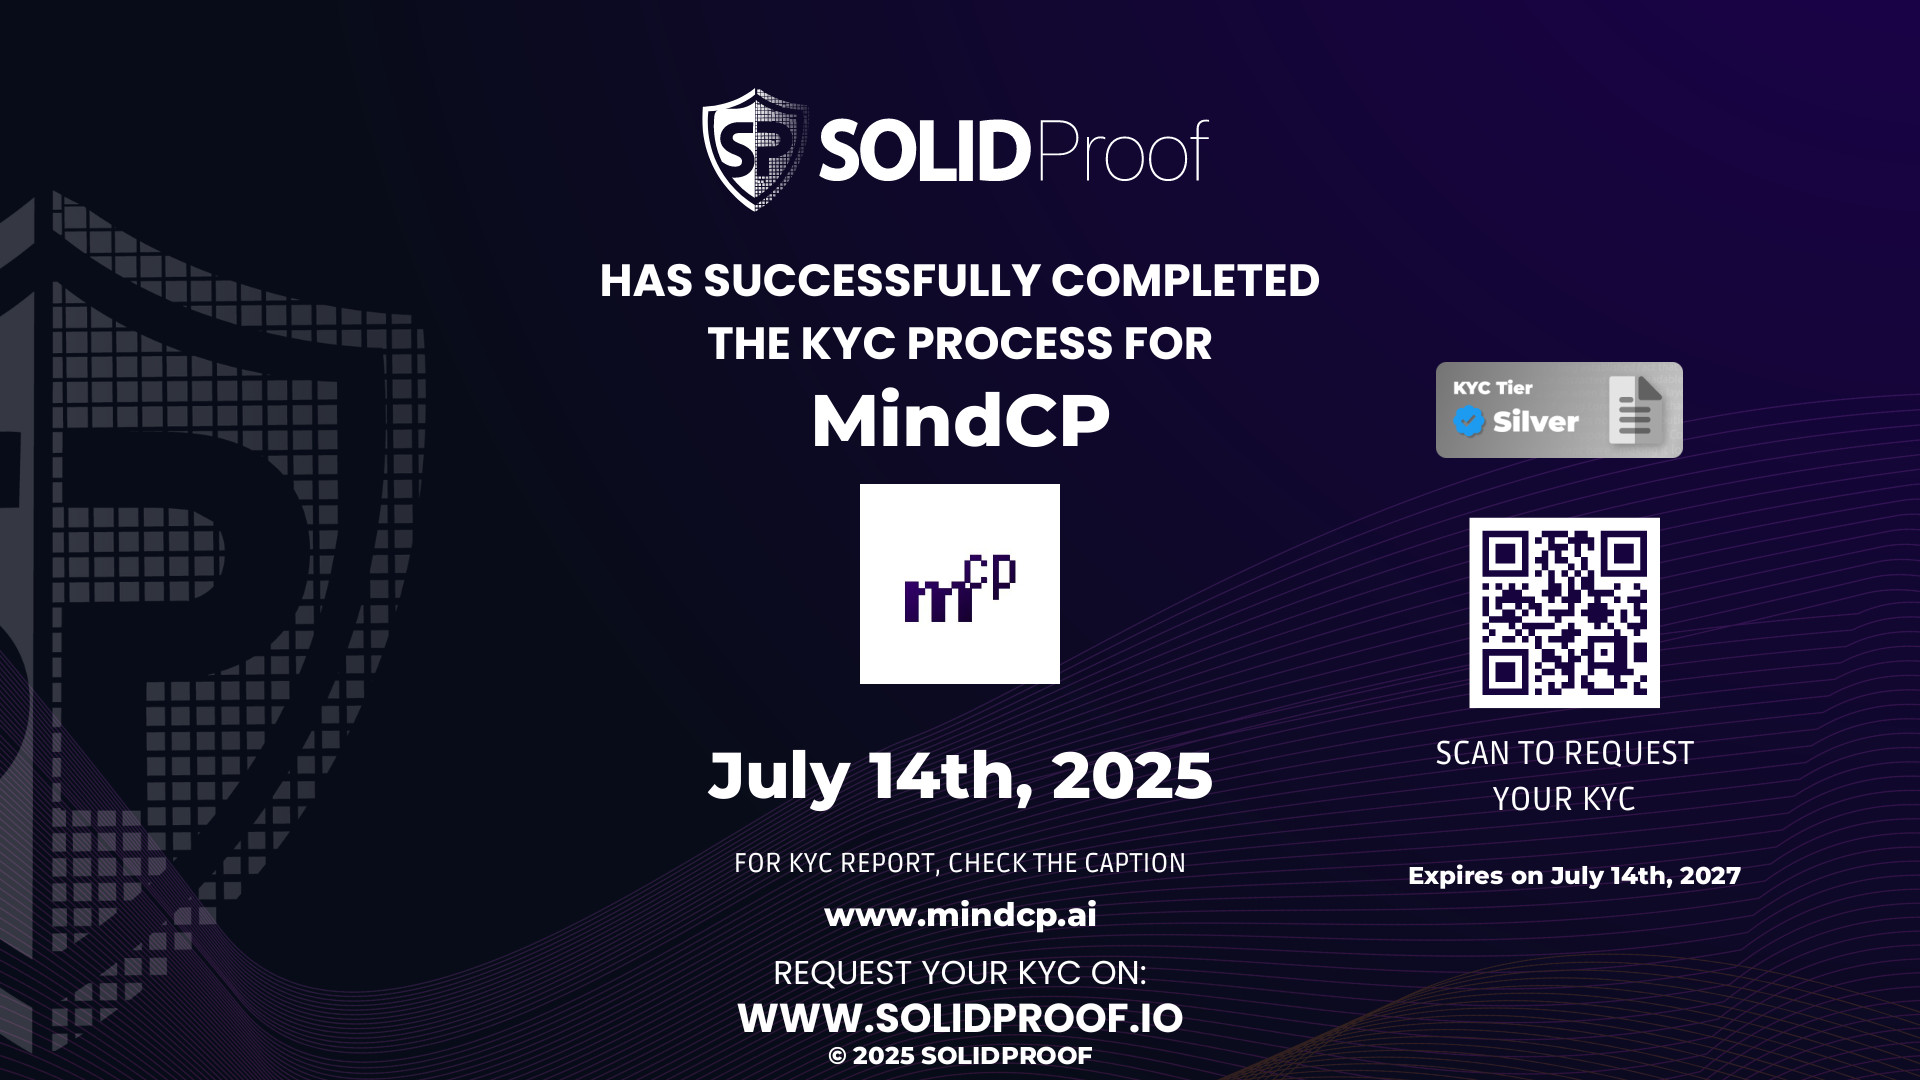 SP SOLIDProof
HAS SUCCESSFULLY COMPLETED
THE KYC PROCESS FOR
MindCP
mcp
July 14th, 2025
FOR KYC REPORT, CHECK THE CAPTION
www.mindcp.ai
REQUEST YOUR KYC ON:
WWW.SOLIDPROOF.IO
© 2025 SOLIDPROOF
KYC Tier
Silver
SCAN TO REQUEST
YOUR KYC
Expires on July 14th, 2027